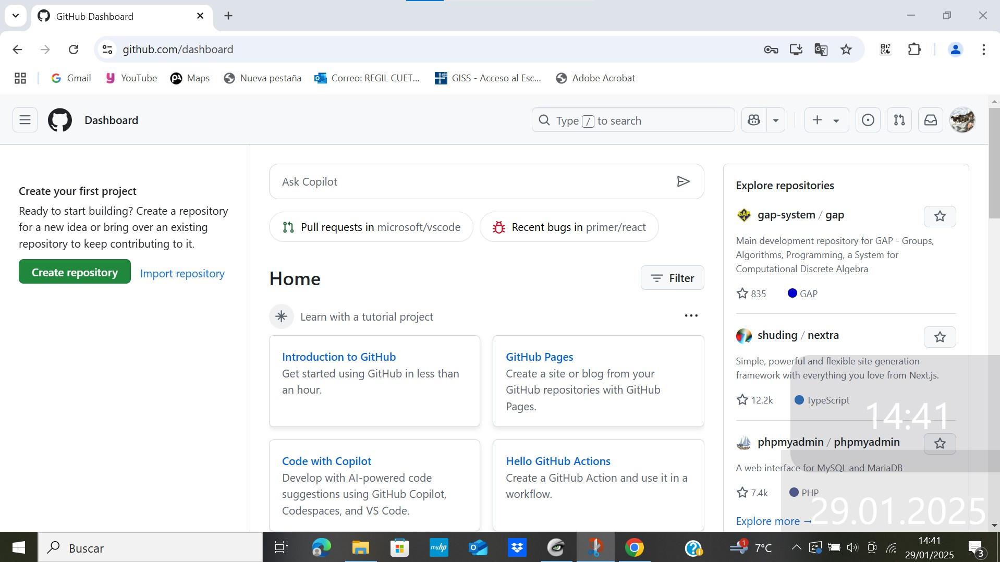 GitHub Dashboard
github.com/dashboard
Gmail
YouTube
Maps
Nueva pestaña
Correo: REGIL CUET...
GISS - Acceso al Esc...
Adobe Acrobat
Dashboard
Type / to search
Create your first project
Ready to start building? Create a repository
for a new idea or bring over an existing
repository to keep contributing to it.
Create repository
Import repository
Ask Copilot
Pull requests in microsoft/vscode
Recent bugs in primer/react
Home
Filter
Learn with a tutorial project
Introduction to GitHub
Get started using GitHub in less than
an hour.
GitHub Pages
Create a site or blog from your
GitHub repositories with GitHub
Pages.
Code with Copilot
Develop with AI-powered code
suggestions using GitHub Copilot,
Codespaces, and VS Code.
Hello GitHub Actions
Create a GitHub Action and use it in a
workflow.
Explore repositories
gap-system / gap
Main development repository for GAP - Groups,
Algorithms, Programming, a System for
Computational Discrete Algebra
835
GAP
shuding / nextra
Simple, powerful and flexible site generation
framework with everything you love from Next.js.
12.2k
TypeScript
14:41
phpmyadmin / phpmyadmin
A web interface for MySQL and MariaDB
7.4k
PHP
29.01.2025
Explore more →
Buscar
myhp
1
7°C
14:41
29/01/2025
3